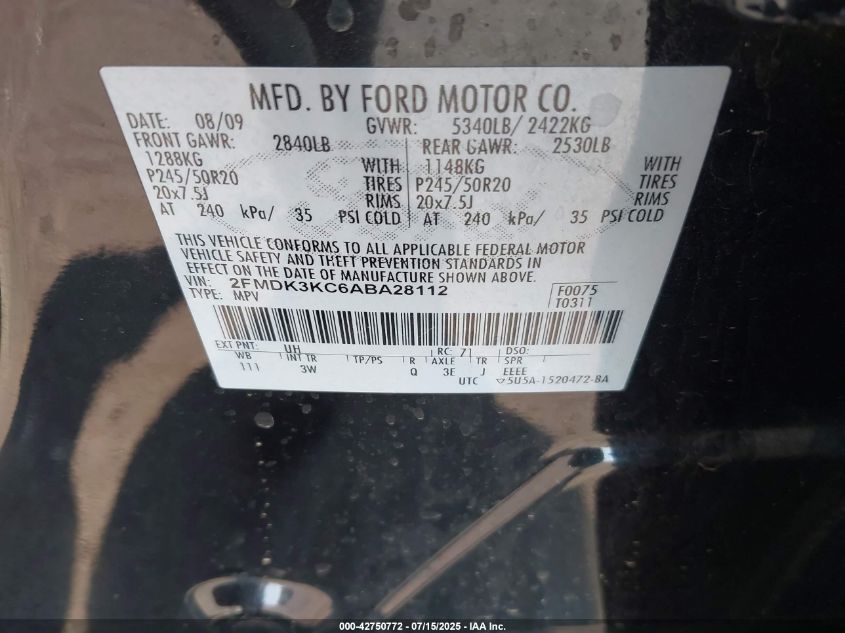 MFD. BY FORD MOTOR CO.
DATE: 08/09 GVWR: 5340LB/ 2422KG
FRONT GAWR: 2840LB REAR GAWR: 2530LB
1288KG WITH 1148KG WITH
P245/50R20 TIRES P245/50R20 TIRES
20x7.5J RIMS 20x7.5J RIMS
AT 240 kPa/ 35 PSI COLD AT 240 kPa/ 35 PSI COLD
THIS VEHICLE CONFORMS TO ALL APPLICABLE FEDERAL MOTOR
VEHICLE SAFETY AND THEFT PREVENTION STANDARDS IN
EFFECT ON THE DATE OF MANUFACTURE SHOWN ABOVE.
VIN: 2FMDK3KC6ABA28112 F0075
TYPE: MPV T0311
EXT PNT: UH RC: 71 DSO:
WB INT TR TP/PS R AXLE TR SPR
111 3W Q 3E J EEEE
UTC 5U5A-1520472-BA
000-42750772 - 07/15/2025 - IAA Inc.